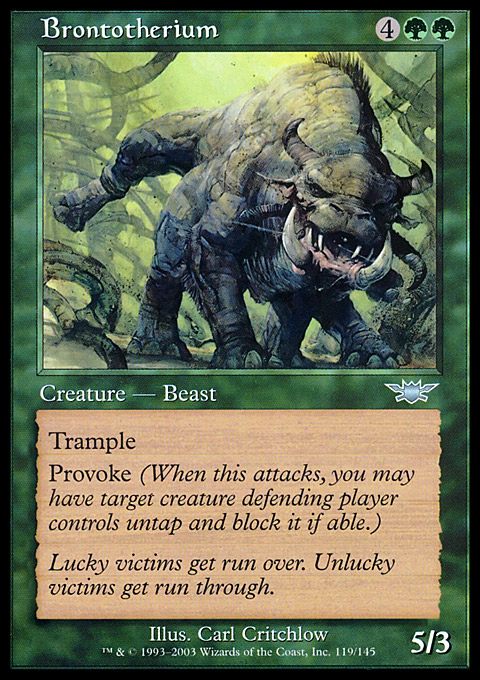 Brontotherium 4
Creature — Beast
Trample
Provoke (When this attacks, you may
have target creature defending player
controls untap and block it if able.)
Lucky victims get run over. Unlucky
victims get run through.
Illus. Carl Critchlow
™ & © 1993-2003 Wizards of the Coast, Inc. 119/145
5/3